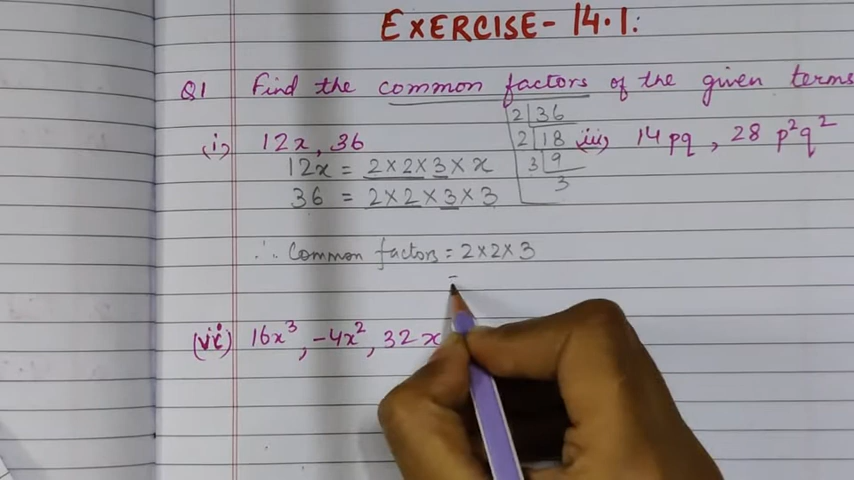 EXERCISE-14.1:
Q1 Find the common factors of the given terms
(i) 12x, 36
12x = 2×2×3×x
36 = 2×2×3×3
2 36
2 18
3 9
3
(iii) 14pq, 28p²q²
∴ Common factors = 2×2×3
=
(vi) 16x³, -4x², 32x